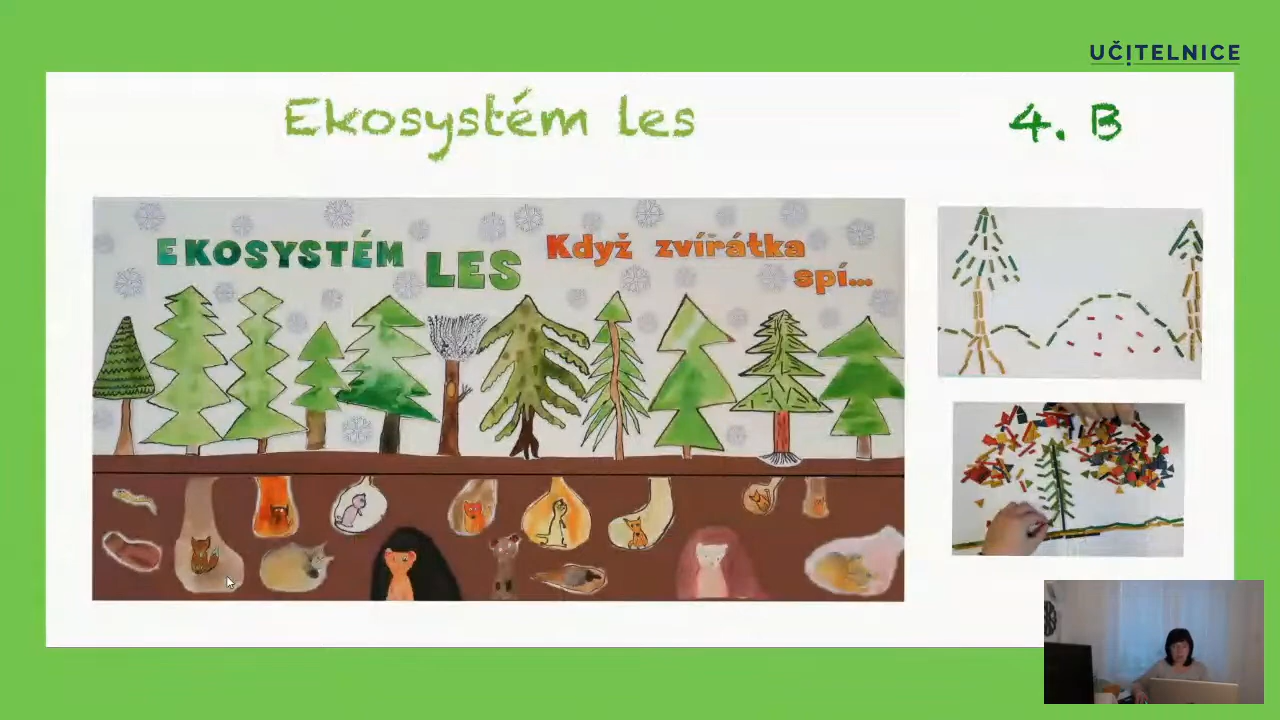 UČITELNICE
Ekosystém les
4. B
EKOSYSTÉM LES
Když zvířátka
spí...